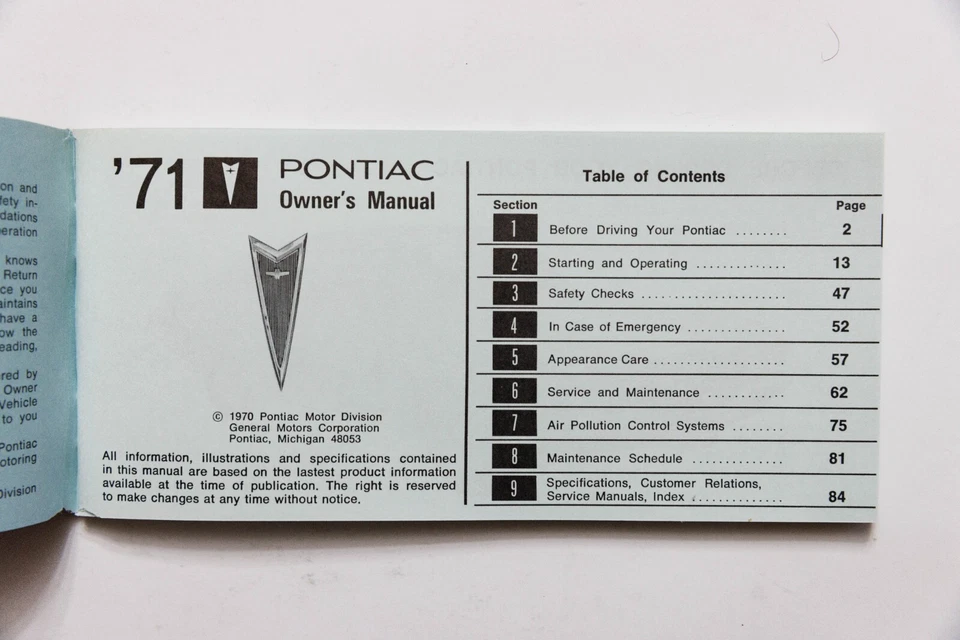 on and
fety in-
dations
eration
knows
Return
ce you
aintains
have a
ow the
eading,
red by
Owner
Vehicle
to you
Pontiac
otoring
Division
'71 PONTIAC
Owner's Manual
© 1970 Pontiac Motor Division
General Motors Corporation
Pontiac, Michigan 48053
All information, illustrations and specifications contained
in this manual are based on the lastest product information
available at the time of publication. The right is reserved
to make changes at any time without notice.
Table of Contents
Section Page
1 Before Driving Your Pontiac ........ 2
2 Starting and Operating .............. 13
3 Safety Checks ...................... 47
4 In Case of Emergency ............... 52
5 Appearance Care .................... 57
6 Service and Maintenance ............ 62
7 Air Pollution Control Systems ........ 75
8 Maintenance Schedule .............. 81
9 Specifications, Customer Relations,
Service Manuals, Index .............. 84